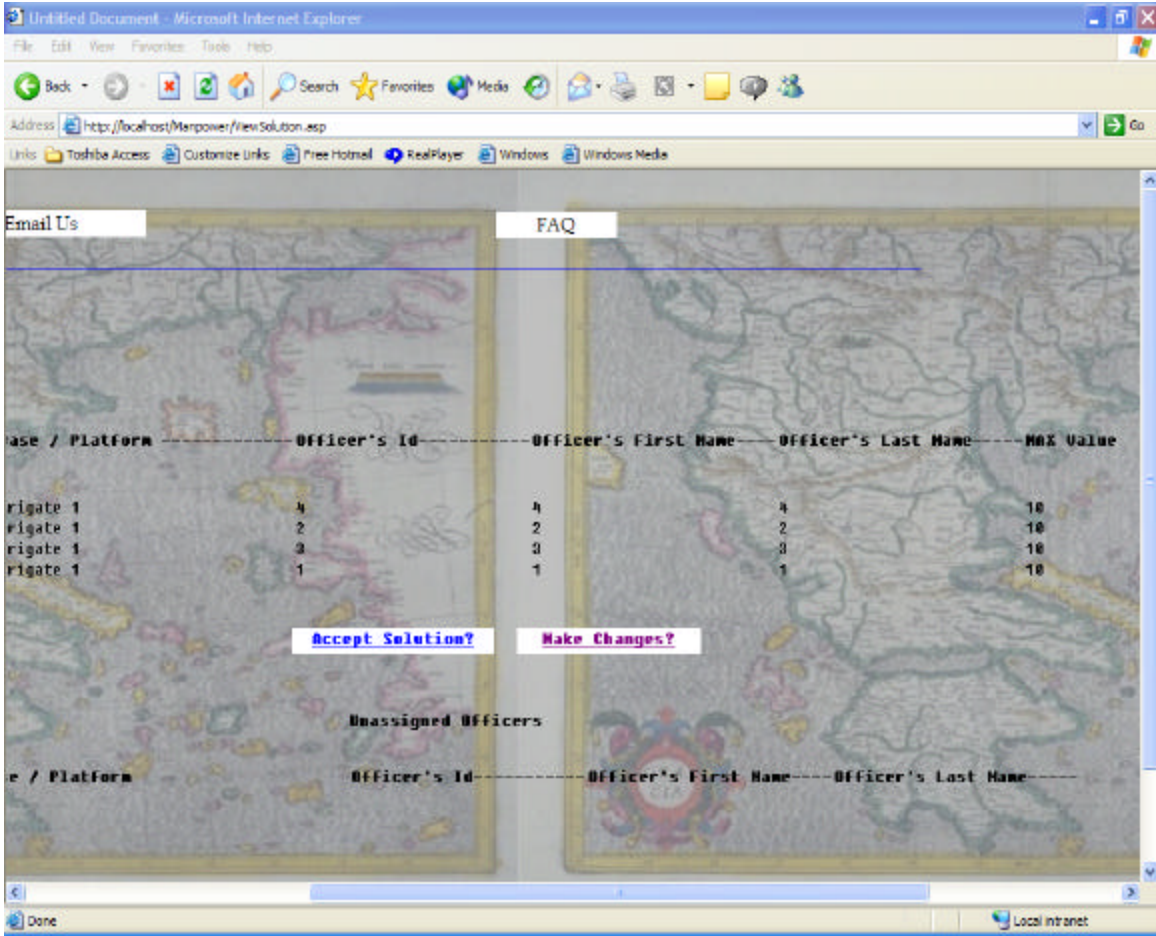 Untitled Document - Microsoft Internet Explorer
File Edit View Favorites Tools Help
Back Search Favorites Media
Address http://localhost/Manpower/ViewSolution.asp Go
Links Toshiba Access Customize Links Free Hotmail RealPlayer Windows Windows Media
Email Us FAQ
ase / Platform -------------Officer's Id-----------Officer's First Name----Officer's Last Name-----MAX Value
rigate 1 4 4 4 10
rigate 1 2 2 2 10
rigate 1 3 3 3 10
rigate 1 1 1 1 10
Accept Solution? Make Changes?
Unassigned Officers
e / Platform Officer's Id-----------Officer's First Name----Officer's Last Name-----
Done Local intranet